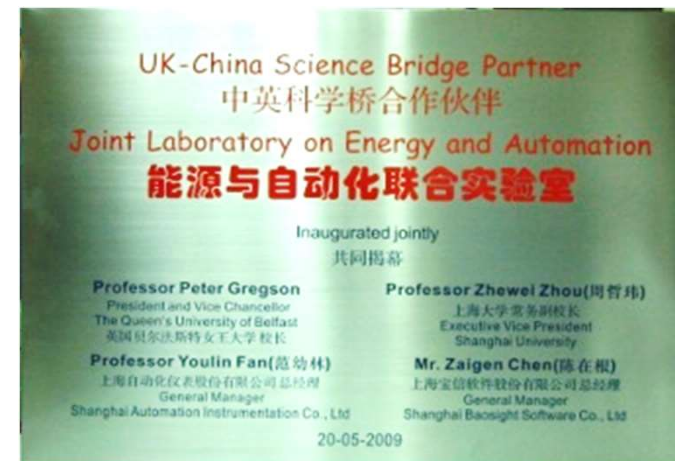 UK-China Science Bridge Partner
中英科学桥合作伙伴
Joint Laboratory on Energy and Automation
能源与自动化联合实验室
Inaugurated jointly
共同揭幕
Professor Peter Gregson
President and Vice Chancellor
The Queen's University of Belfast
英国贝尔法斯特女王大学校长
Professor Zhewei Zhou(周哲玮)
上海大学常务副校长
Executive Vice President
Shanghai University
Professor Youlin Fan(范幼林)
上海自动化仪表股份有限公司总经理
General Manager
Shanghai Automation Instrumentation Co., Ltd
Mr. Zaigen Chen(陈在根)
上海宝信软件股份有限公司总经理
General Manager
Shanghai Baosight Software Co., Ltd
20-05-2009